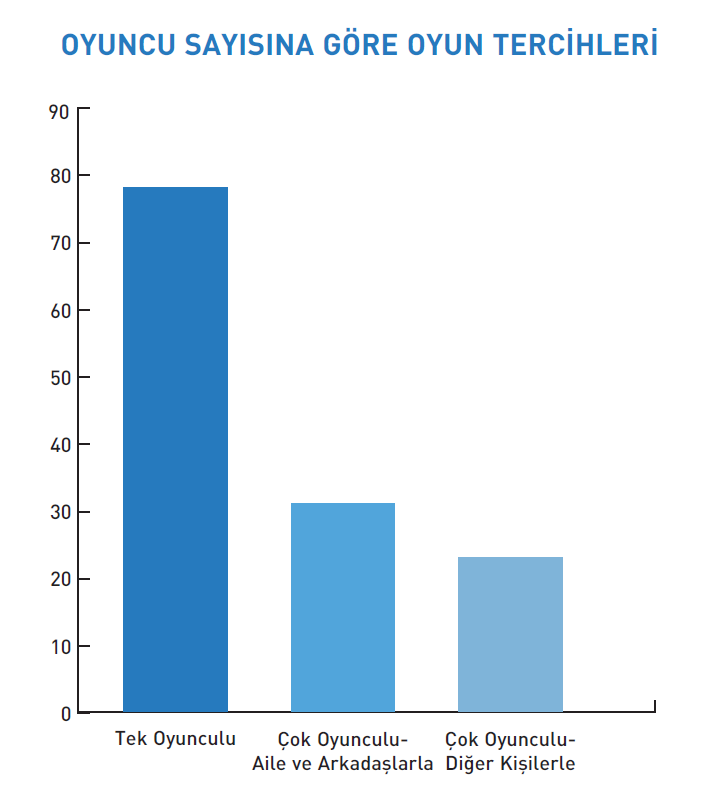 OYUNCU SAYISINA GÖRE OYUN TERCİHLERİ
90
80
70
60
50
40
30
20
10
0
Tek Oyunculu
Çok Oyunculu-
Aile ve Arkadaşlarla
Çok Oyunculu-
Diğer Kişilerle